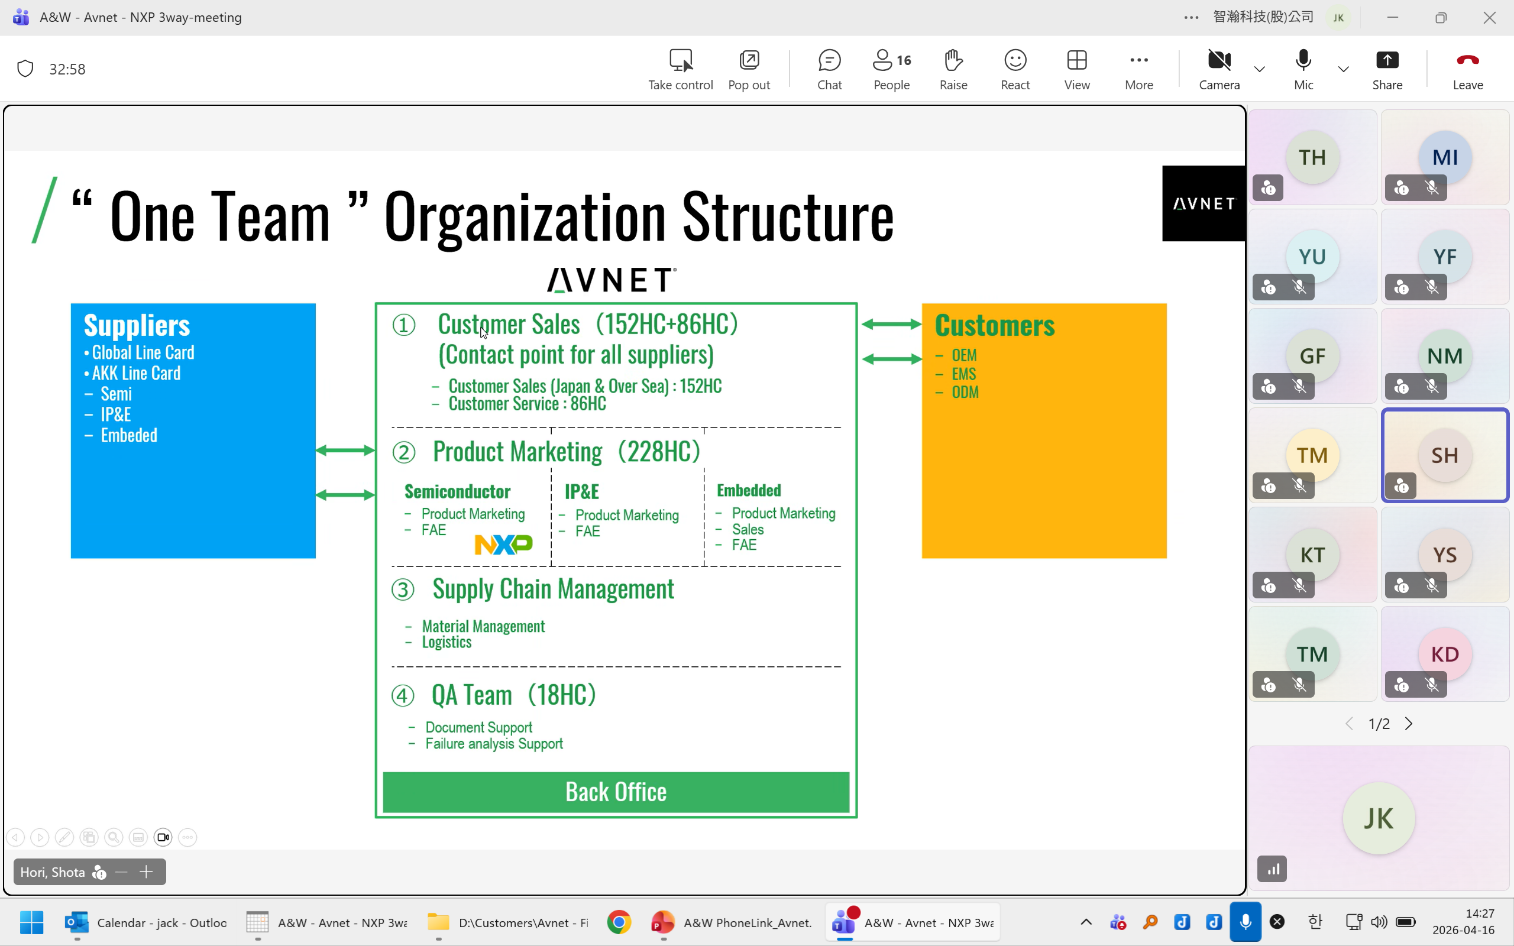 A&W - Avnet - NXP 3way-meeting
智瀚科技(股)公司
JK
32:58
Take control
Pop out
Chat
16
People
Raise
React
View
More
Camera
Mic
Share
Leave
“ One Team ” Organization Structure
AVNET
AVNET
Suppliers
• Global Line Card
• AKK Line Card
– Semi
– IP&E
– Embeded
① Customer Sales（152HC+86HC）
(Contact point for all suppliers)
– Customer Sales (Japan & Over Sea) : 152HC
– Customer Service : 86HC
② Product Marketing（228HC）
Semiconductor
– Product Marketing
– FAE
NXP
IP&E
– Product Marketing
– FAE
Embedded
– Product Marketing
– Sales
– FAE
③ Supply Chain Management
– Material Management
– Logistics
④ QA Team（18HC）
– Document Support
– Failure analysis Support
Back Office
Customers
– OEM
– EMS
– ODM
TH
MI
YU
YF
GF
NM
TM
SH
KT
YS
TM
KD
1/2
JK
Hori, Shota
Calendar - jack - Outloo
A&W - Avnet - NXP 3wa
D:\Customers\Avnet - Fi
A&W PhoneLink_Avnet.
A&W - Avnet - NXP 3we
한
14:27
2026-04-16